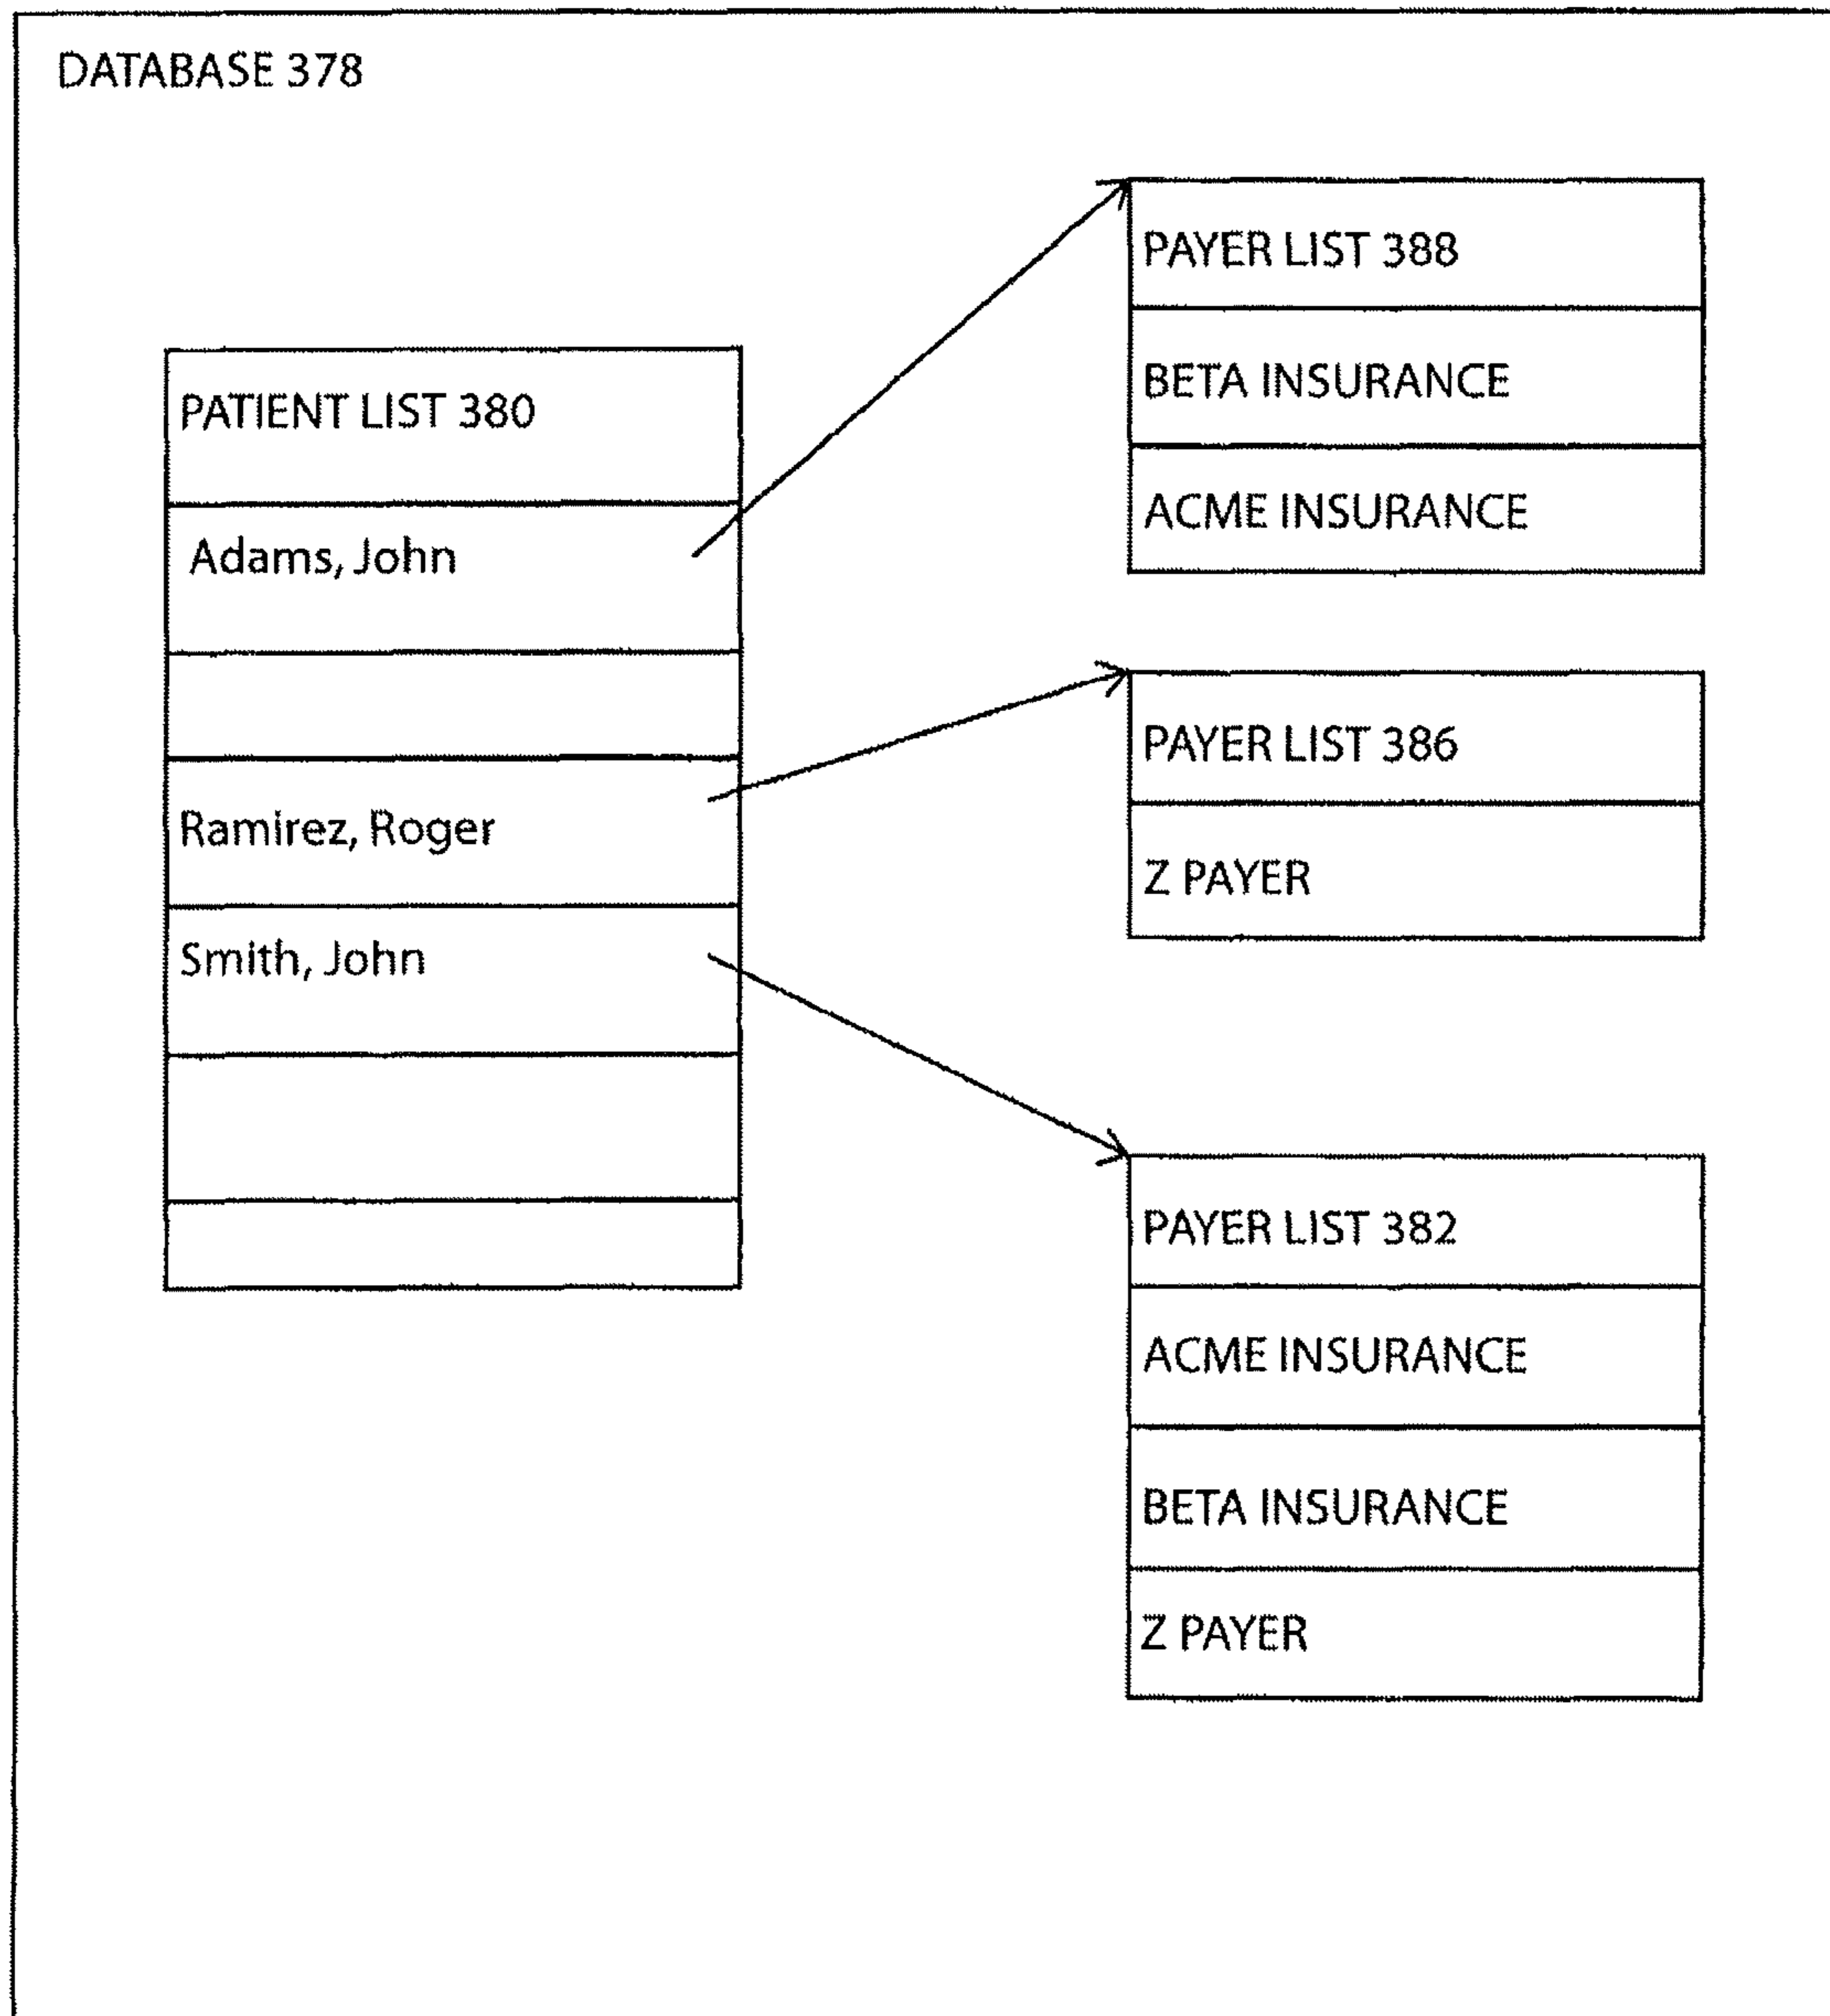 DATABASE 378
PATIENT LIST 380
Adams, John
Ramirez, Roger
Smith, John
PAYER LIST 388
BETA INSURANCE
ACME INSURANCE
PAYER LIST 386
Z PAYER
PAYER LIST 382
ACME INSURANCE
BETA INSURANCE
Z PAYER